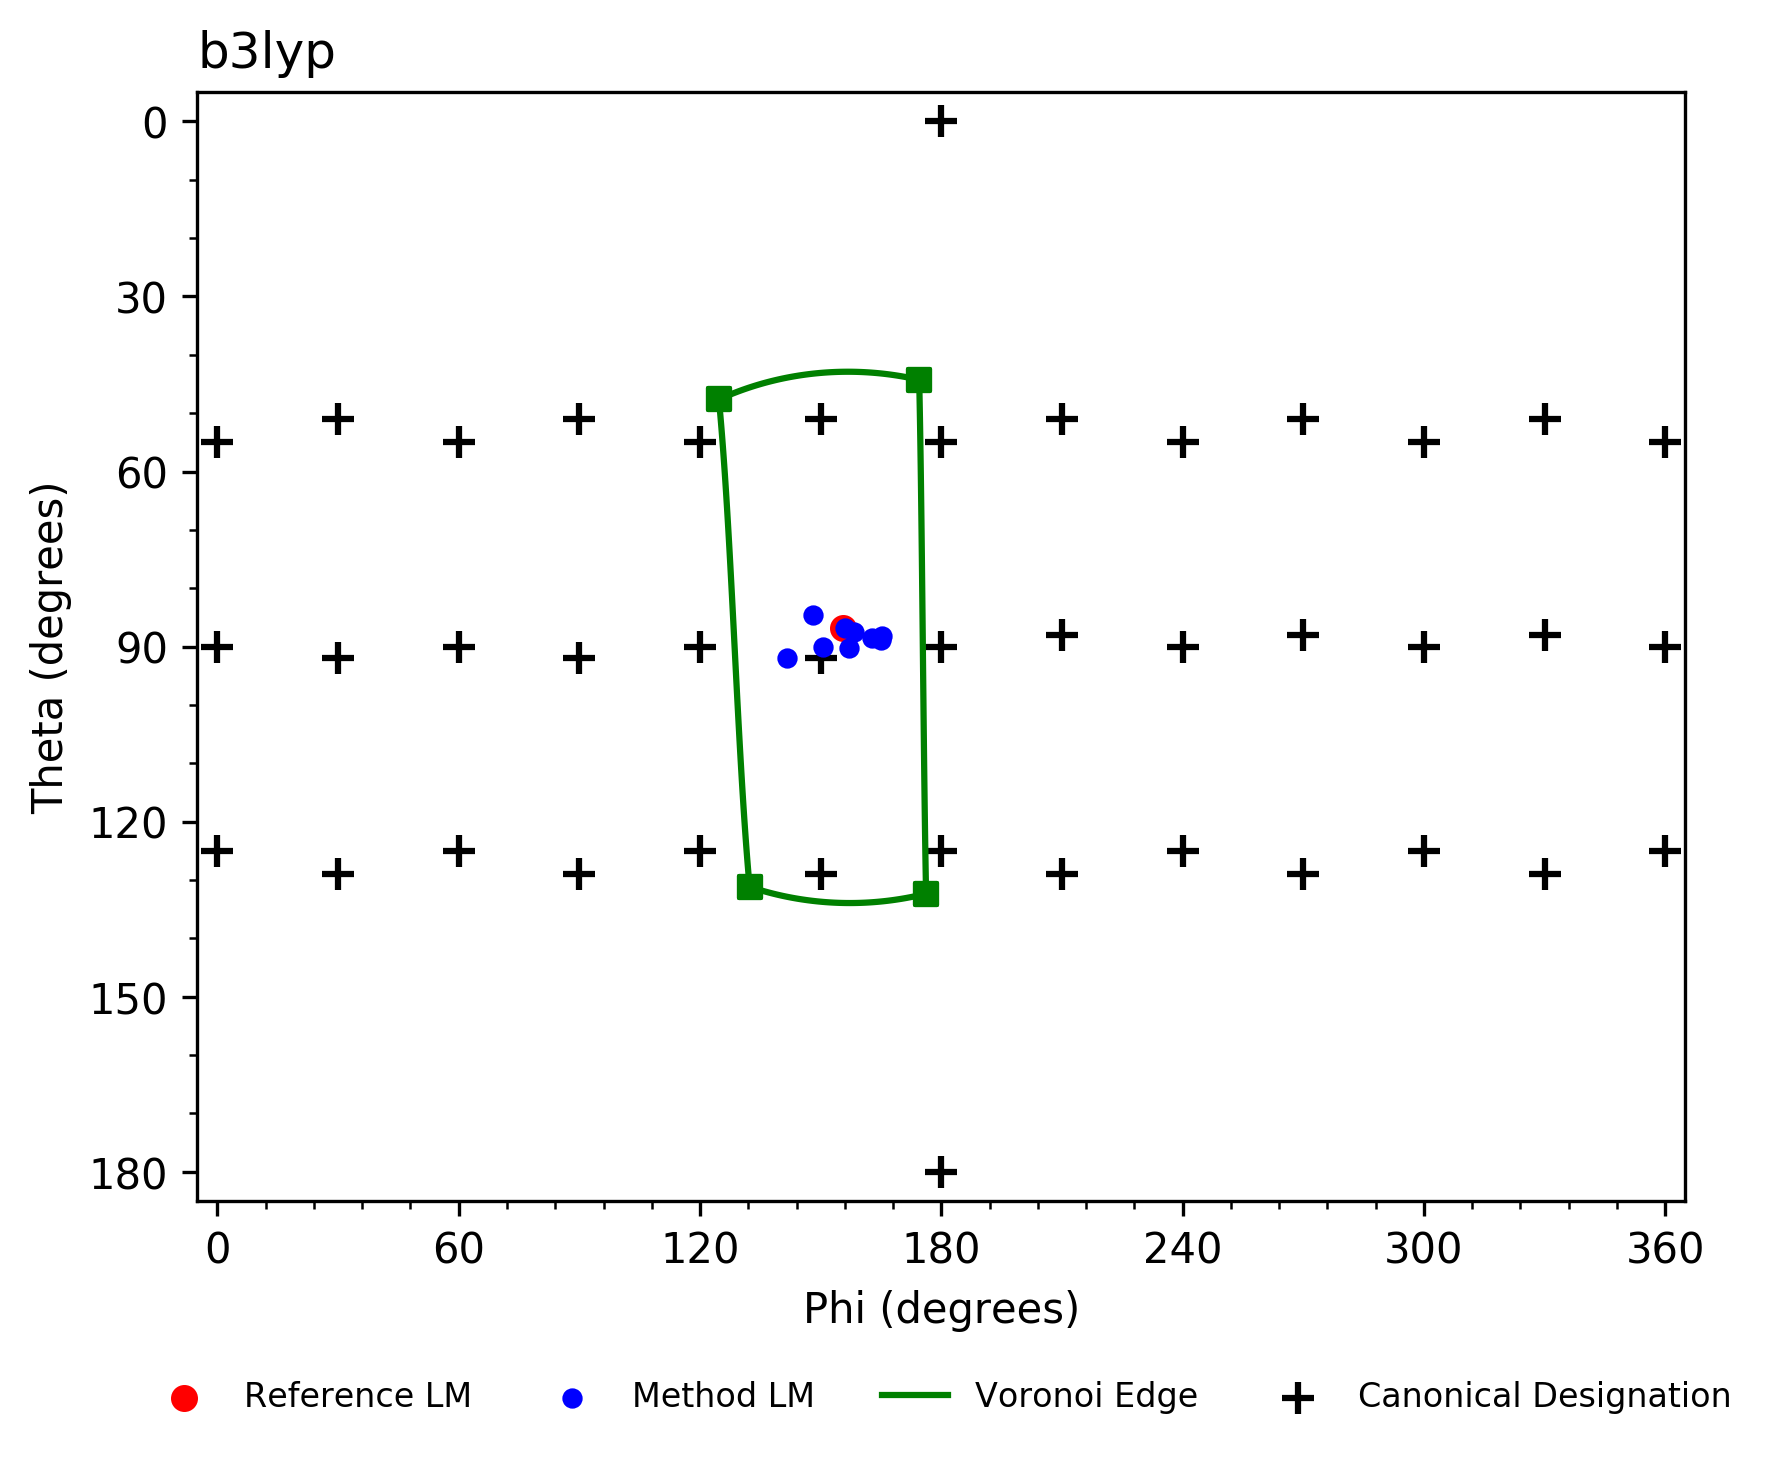 b3lyp
0
30
60
90
120
150
180
Theta (degrees)
0 60 120 180 240 300 360
Phi (degrees)
Reference LM Method LM Voronoi Edge Canonical Designation